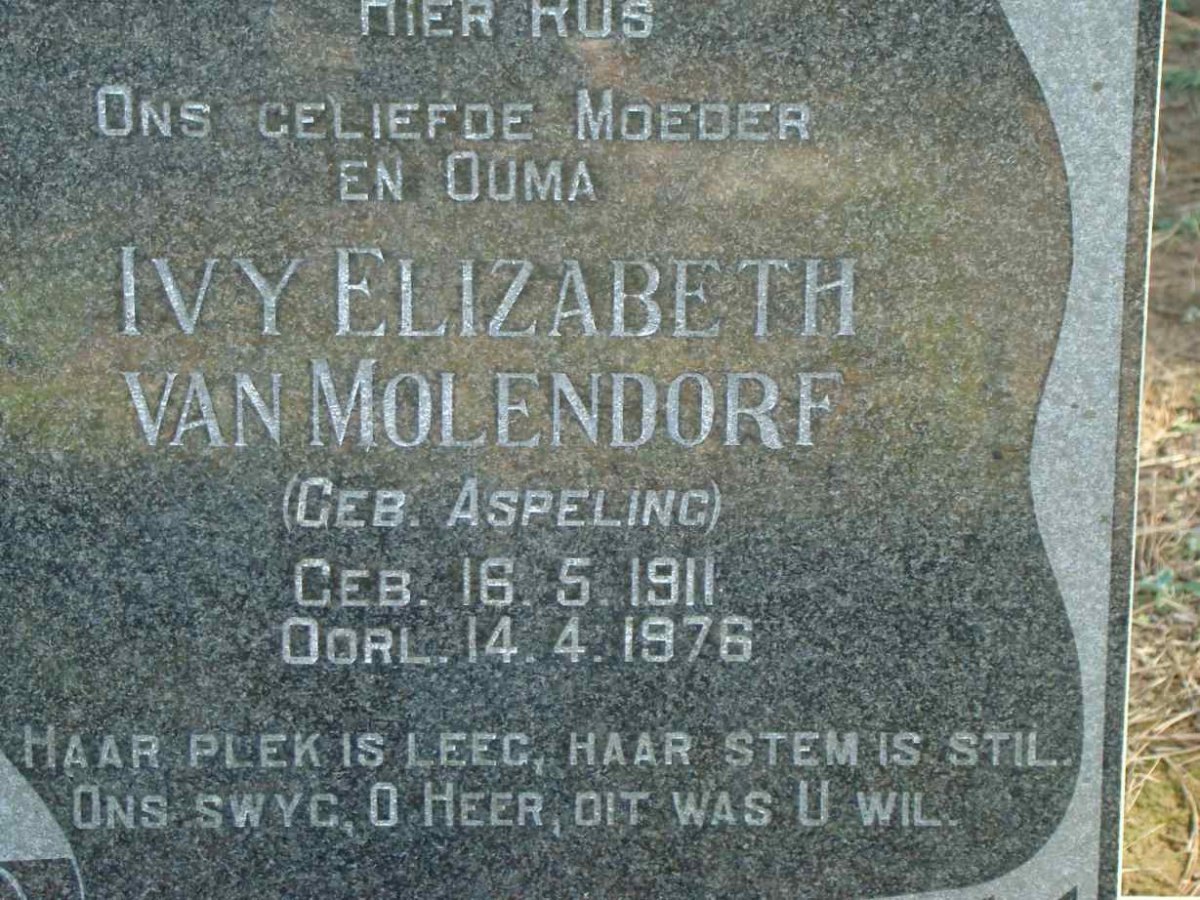 HIER RUS
ONS GELIEFDE MOEDER
EN OUMA
IVY ELIZABETH
VAN MOLENDORF
(GEB. ASPELING)
GEB. 16. 5. 1911
OORL. 14. 4. 1976
HAAR PLEK IS LEEG, HAAR STEM IS STIL.
ONS SWYG, O HEER, DIT WAS U WIL.